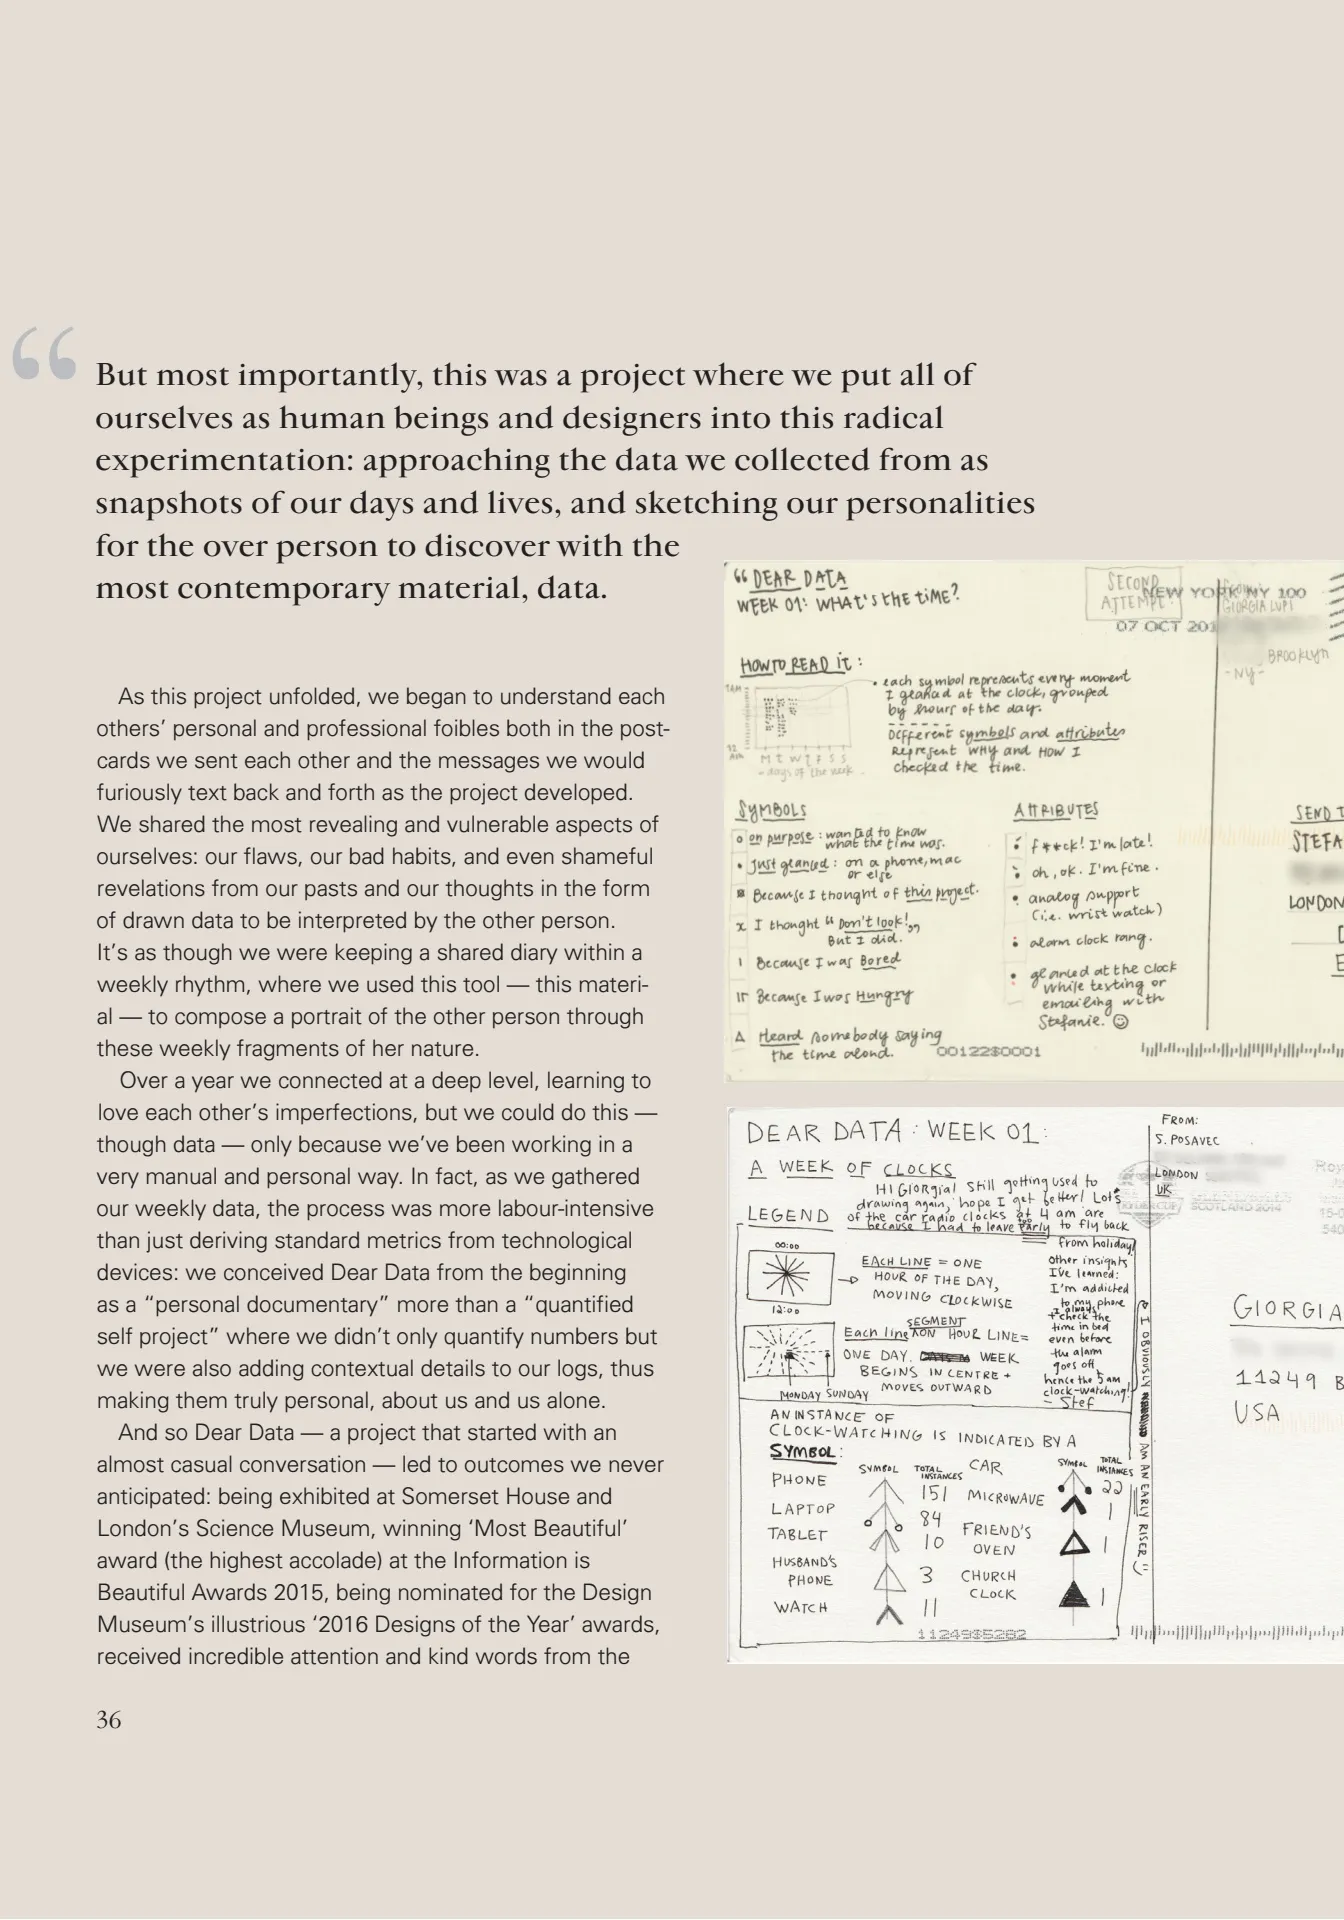 “
But most importantly, this was a project where we put all of
ourselves as human beings and designers into this radical
experimentation: approaching the data we collected from as
snapshots of our days and lives, and sketching our personalities
for the over person to discover with the
most contemporary material, data.
As this project unfolded, we began to understand each
others’ personal and professional foibles both in the post-
cards we sent each other and the messages we would
furiously text back and forth as the project developed.
We shared the most revealing and vulnerable aspects of
ourselves: our flaws, our bad habits, and even shameful
revelations from our pasts and our thoughts in the form
of drawn data to be interpreted by the other person.
It’s as though we were keeping a shared diary within a
weekly rhythm, where we used this tool — this materi-
al — to compose a portrait of the other person through
these weekly fragments of her nature.
Over a year we connected at a deep level, learning to
love each other’s imperfections, but we could do this —
though data — only because we’ve been working in a
very manual and personal way. In fact, as we gathered
our weekly data, the process was more labour-intensive
than just deriving standard metrics from technological
devices: we conceived Dear Data from the beginning
as a “personal documentary” more than a “quantified
self project” where we didn’t only quantify numbers but
we were also adding contextual details to our logs, thus
making them truly personal, about us and us alone.
And so Dear Data — a project that started with an
almost casual conversation — led to outcomes we never
anticipated: being exhibited at Somerset House and
London’s Science Museum, winning ‘Most Beautiful’
award (the highest accolade) at the Information is
Beautiful Awards 2015, being nominated for the Design
Museum’s illustrious ‘2016 Designs of the Year’ awards,
received incredible attention and kind words from the
36
“ DEAR DATA
WEEK 01: WHAT'S THE TIME?
SECOND
ATTEMPT.
NEW YORK NY 100
07 OCT 201
GIORGIA LUPI
BROOKLYN
-NY-
HOW TO READ IT:
1AM
12
AM
M T W T F S S
- days of the week
• each symbol represents every moment
I glanced at the clock, grouped
by hours of the day.
Different symbols and attributes
Represent WHY and HOW I
checked the time.
SYMBOLS
on purpose: wanted to know
what the time was.
Just glanced: on a phone, mac
or else
Because I thought of this project.
I thought “Don't look!”
But I did.
Because I was Bored
Because I was Hungry
Heard somebody saying
the time aloud.
ATTRIBUTES
f**ck! I'm late!
oh, ok. I'm fine.
analog support
(i.e. wrist watch)
alarm clock rang.
glanced at the clock
while texting or
emailing with
Stefanie. ☺
00122$0001
SEND T
STEFA
LONDON
E
DEAR DATA: WEEK 01:
A WEEK OF CLOCKS
HI GIORGIA! Still getting used to
drawing again, hope I get better! Lots
of the car radio clocks at 4 am are
because I had to leave early to fly back
from holiday!
LEGEND
00:00
12:00
EACH LINE = ONE
HOUR OF THE DAY,
MOVING CLOCKWISE
SEGMENT
Each line ON HOUR LINE=
ONE DAY. WEEK
BEGINS IN CENTRE +
MOVES OUTWARD
MONDAY SUNDAY
other insights
I've learned:
I'm addicted
to my phone
I always
+ check the
time in bed
even before
the alarm
goes off,
hence the 5 am
clock-watching!
- Stef
I OBVIOUSLY AM AN EARLY RISER
AN INSTANCE OF
CLOCK-WATCHING IS INDICATED BY A
SYMBOL:
SYMBOL TOTAL INSTANCES
PHONE 151
LAPTOP 84
TABLET 10
HUSBAND'S
PHONE 3
WATCH 11
SYMBOL TOTAL INSTANCES
CAR 22
MICROWAVE 1
FRIEND'S
OVEN 1
CHURCH
CLOCK 1
11249$5282
FROM:
S. POSAVEC
LONDON
UK
Roy
SCOTLAND 2014
15-0
540
GIORGIA
11249 B
USA